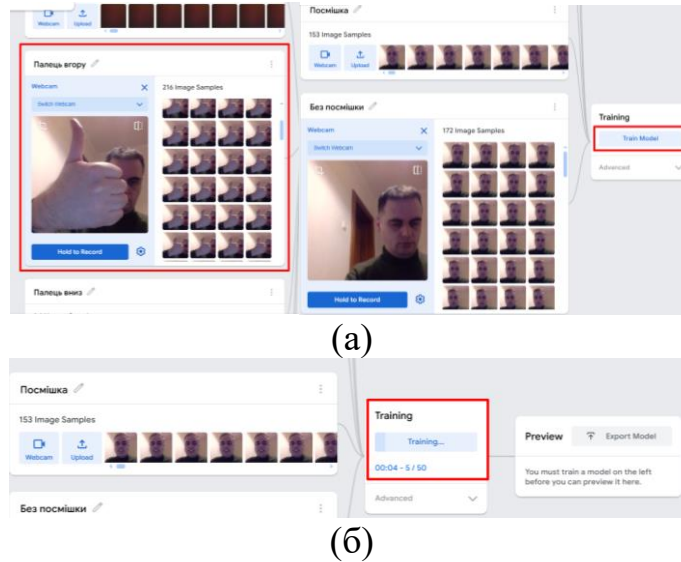 Webcam Upload
Палець вгору
Webcam
Switch Webcam
216 Image Samples
Hold to Record
Палець вниз
Посмішка
153 Image Samples
Webcam Upload
Без посмішки
Webcam
Switch Webcam
172 Image Samples
Hold to Record
Training
Train Model
Advanced
(а)
Посмішка
153 Image Samples
Webcam Upload
Без посмішки
Training
Training...
00:04 - 5 / 50
Advanced
Preview
Export Model
You must train a model on the left
before you can preview it here.
(б)